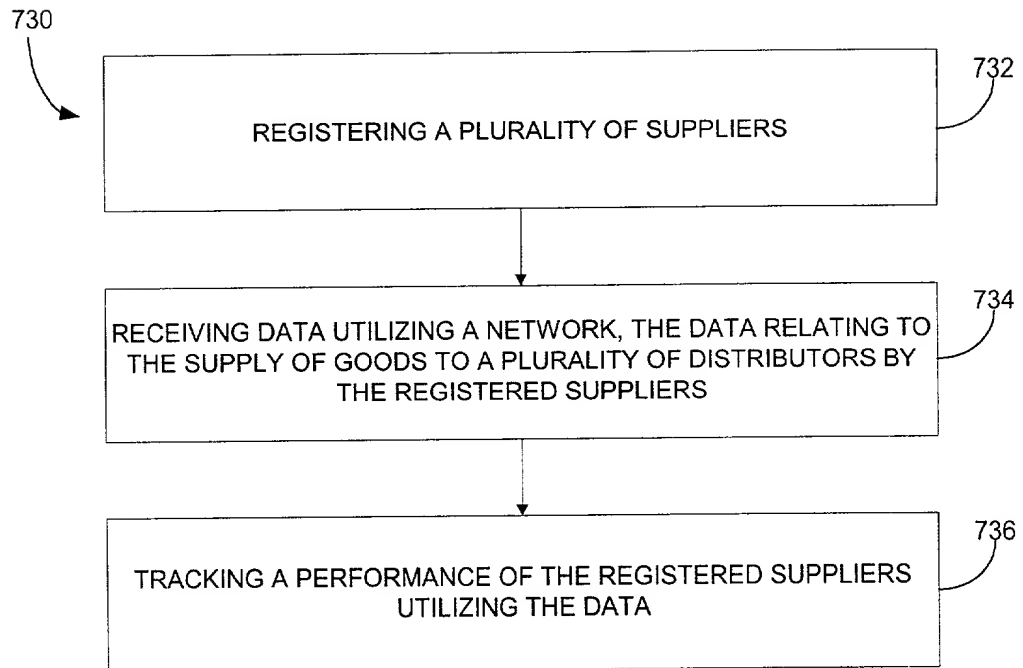 730
732
REGISTERING A PLURALITY OF SUPPLIERS
734
RECEIVING DATA UTILIZING A NETWORK, THE DATA RELATING TO
THE SUPPLY OF GOODS TO A PLURALITY OF DISTRIBUTORS BY
THE REGISTERED SUPPLIERS
736
TRACKING A PERFORMANCE OF THE REGISTERED SUPPLIERS
UTILIZING THE DATA